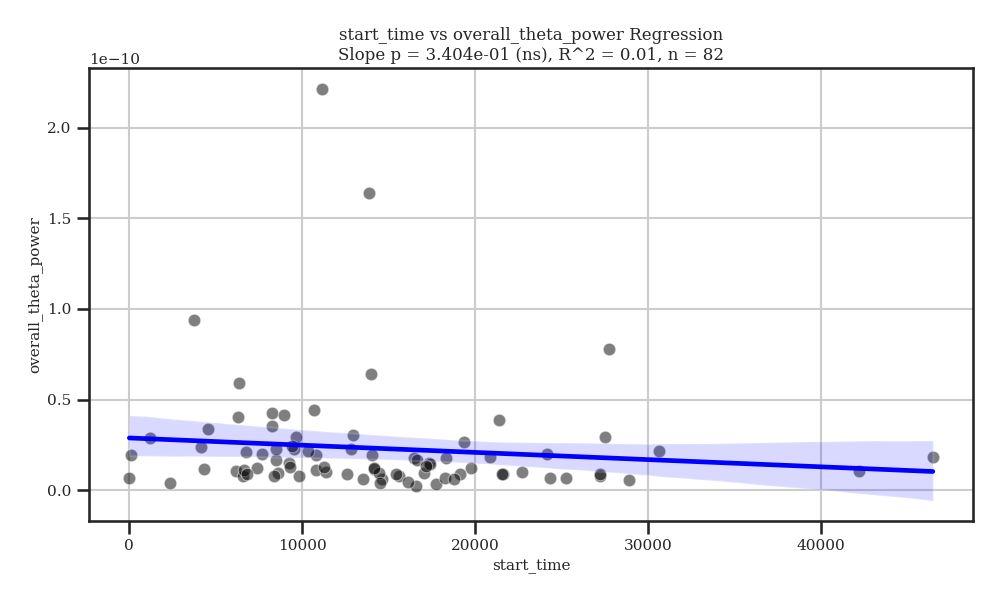 start_time vs overall_theta_power Regression
Slope p = 3.404e-01 (ns), R^2 = 0.01, n = 82
1e−10
2.0
1.5
1.0
0.5
0.0
overall_theta_power
0
10000
20000
30000
40000
start_time